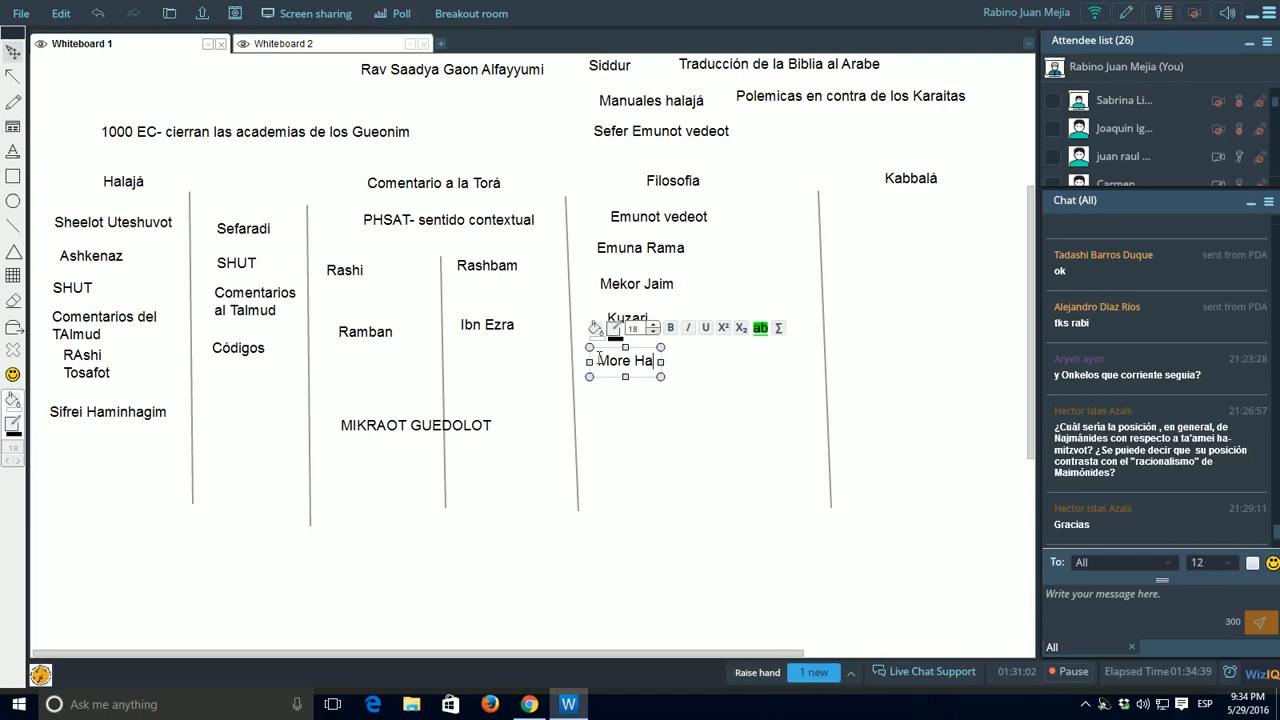 File
Edit
Screen sharing
Poll
Breakout room
Rabino Juan Mejia
Whiteboard 1
Whiteboard 2
Rav Saadya Gaon Alfayyumi
Siddur
Traducción de la Biblia al Arabe
Manuales halajá
Polemicas en contra de los Karaitas
1000 EC- cierran las academias de los Gueonim
Sefer Emunot vedeot
Halajá
Comentario a la Torá
Filosofia
Kabbalá
Sheelot Uteshuvot
Ashkenaz
SHUT
Comentarios del
TAlmud
RAshi
Tosafot
Sifrei Haminhagim
Sefaradi
SHUT
Comentarios
al Talmud
Códigos
PHSAT- sentido contextual
Rashi
Rashbam
Ramban
Ibn Ezra
MIKRAOT GUEDOLOT
Emunot vedeot
Emuna Rama
Mekor Jaim
Kuzari
18 B I U X² X₂ ab Σ
More Ha
18
Attendee list (26)
Rabino Juan Mejia (You)
Sabrina Li...
Joaquin Ig...
juan raul ...
Carmen
Chat (All)
Tadashi Barros Duque sent from PDA
ok
Alejandro Diaz Rios sent from PDA
tks rabi
Aryeh ayon 21:23:28
y Onkelos que corriente seguia?
Hector Islas Azaïs 21:26:57
¿Cuál sería la posición , en general, de
Najmánides con respecto a ta'amei ha-
mitzvot? ¿Se puiede decir que su posición
contrasta con el "racionalismo" de
Maimónides?
Hector Islas Azaïs 21:29:11
Gracias
To: All 12
Write your message here.
300
All
Raise hand
1 new
Live Chat Support
01:31:02
Pause
Elapsed Time 01:34:39
WizIQ
Ask me anything
ESP
9:34 PM
5/29/2016